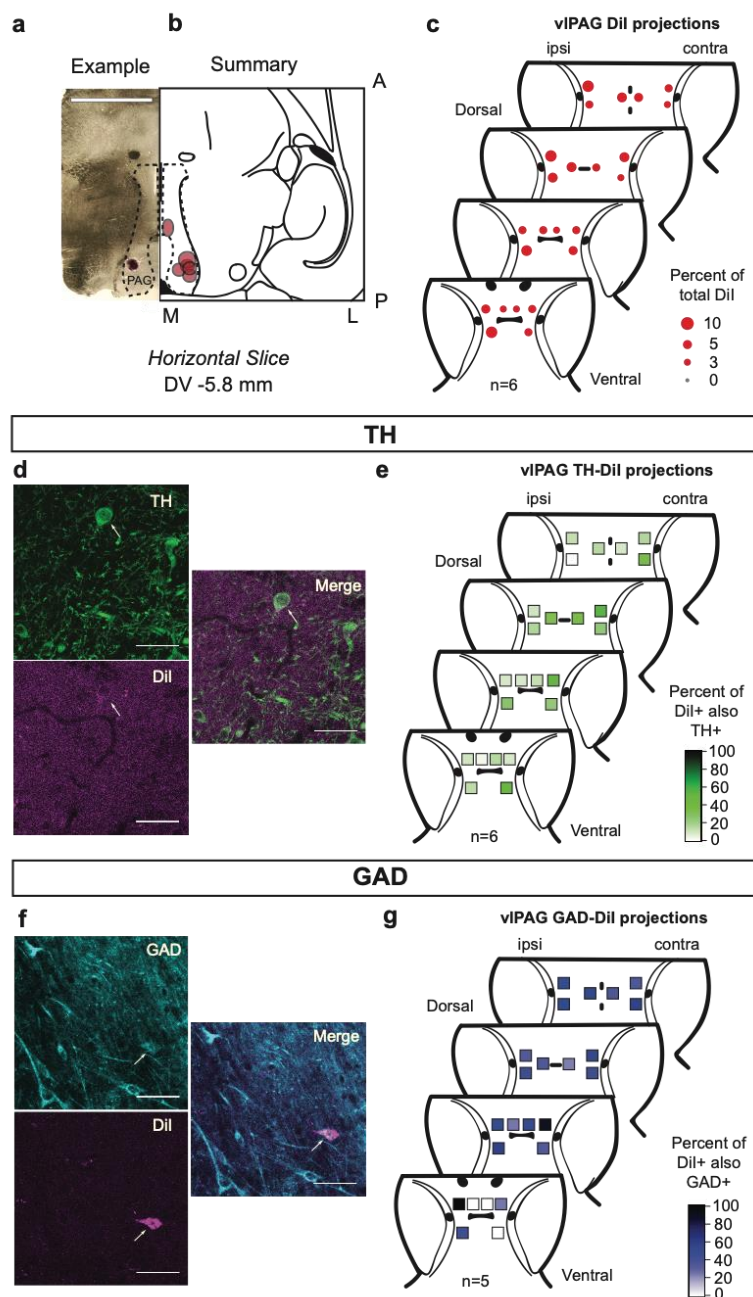 a
b
c
Example
Summary
vlPAG DiI projections
ipsi
contra
A
Dorsal
PAG
P
M
L
Percent of
total DiI
10
5
3
0
Horizontal Slice
DV -5.8 mm
n=6
Ventral
TH
d
e
vlPAG TH-DiI projections
TH
ipsi
contra
Dorsal
Merge
DiI
Percent of
DiI+ also
TH+
100
80
60
40
20
0
n=6
Ventral
GAD
f
g
vlPAG GAD-DiI projections
GAD
ipsi
contra
Dorsal
Merge
DiI
Percent of
DiI+ also
GAD+
100
80
60
40
20
0
n=5
Ventral